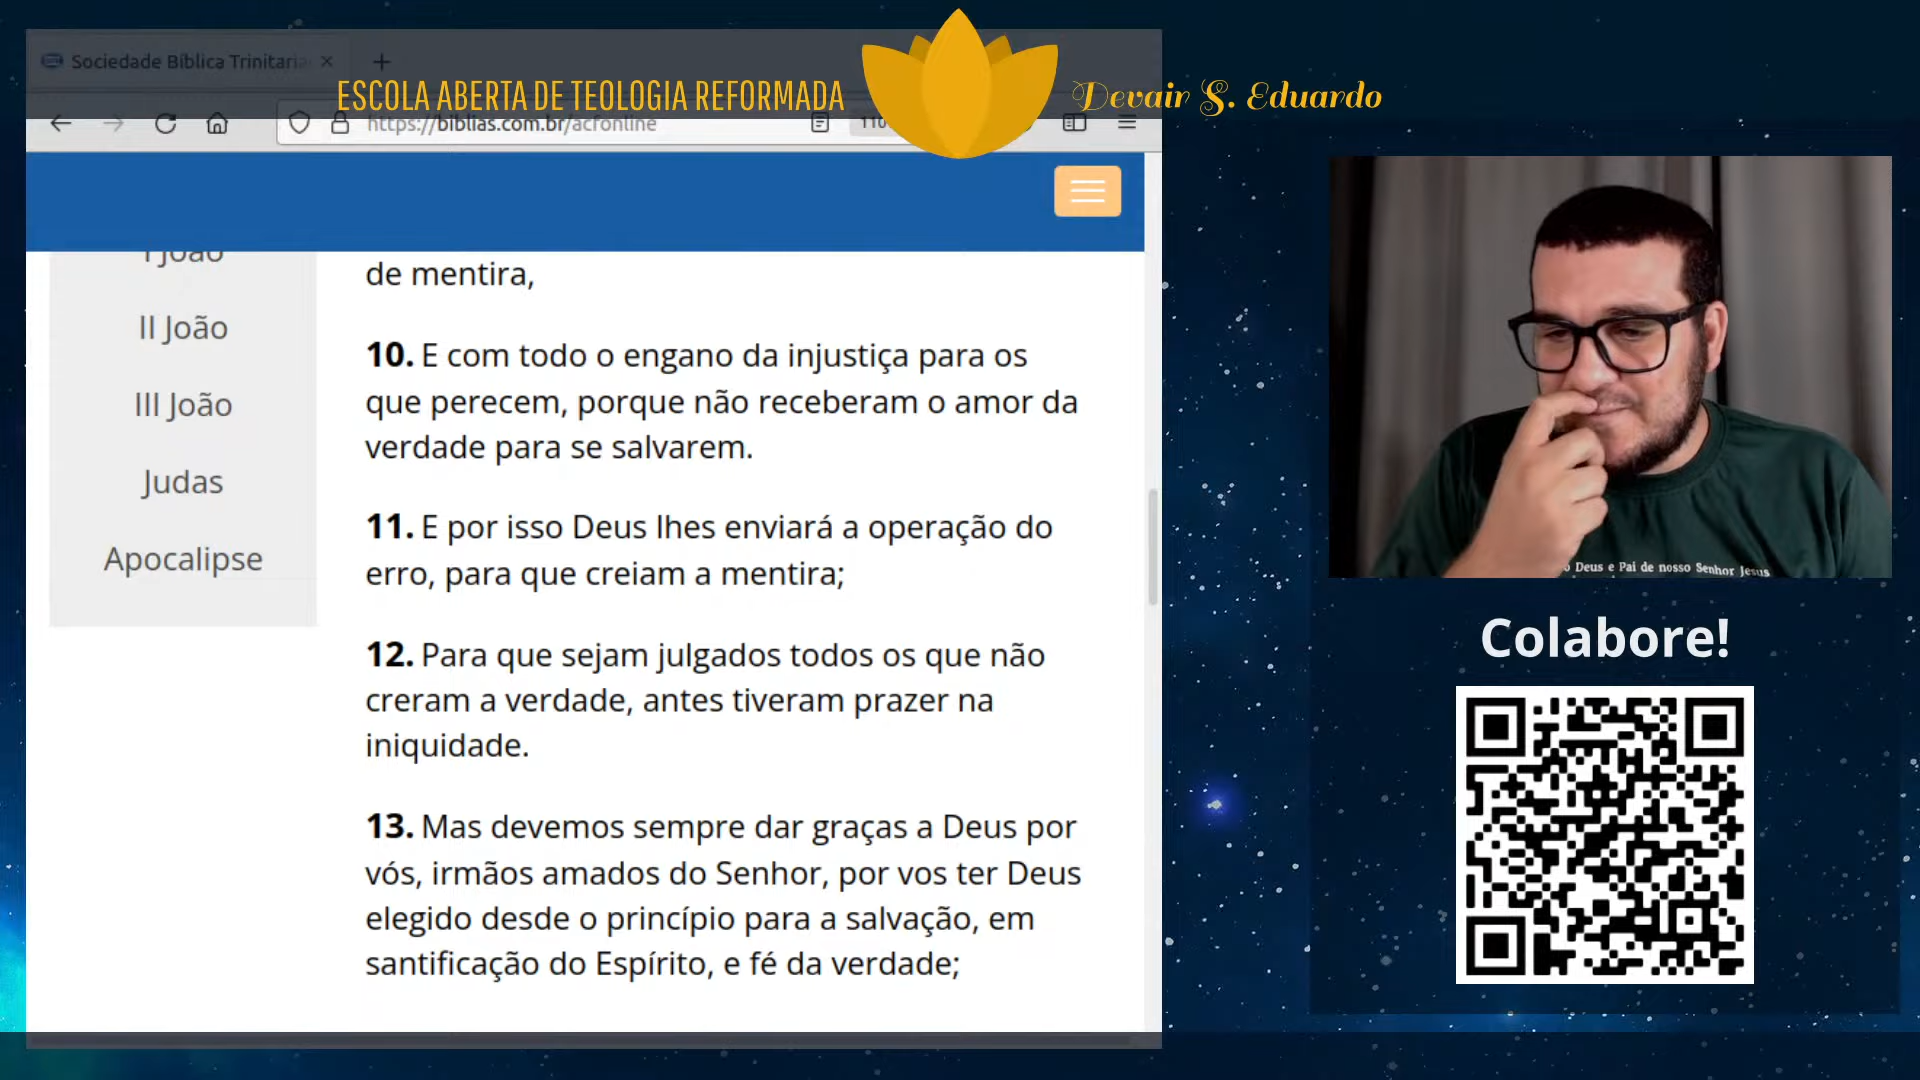 Sociedade Bíblica Trinitaria
ESCOLA ABERTA DE TEOLOGIA REFORMADA
Devair S. Eduardo
https://biblias.com.br/acfonline
110
I João
II João
III João
Judas
Apocalipse
de mentira,
10. E com todo o engano da injustiça para os
que perecem, porque não receberam o amor da
verdade para se salvarem.
11. E por isso Deus lhes enviará a operação do
erro, para que creiam a mentira;
12. Para que sejam julgados todos os que não
creram a verdade, antes tiveram prazer na
iniquidade.
13. Mas devemos sempre dar graças a Deus por
vós, irmãos amados do Senhor, por vos ter Deus
elegido desde o princípio para a salvação, em
santificação do Espírito, e fé da verdade;
o Deus e Pai de nosso Senhor Jesus
Colabore!